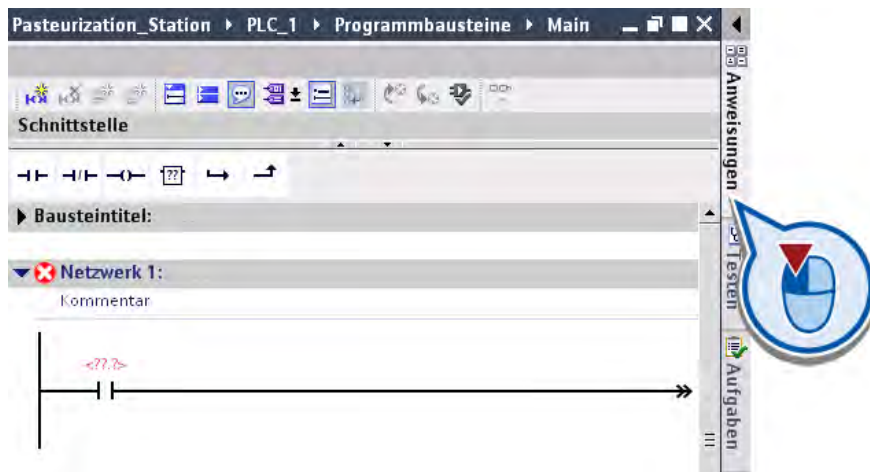 Pasteurization_Station ▸ PLC_1 ▸ Programmbausteine ▸ Main
Schnittstelle
??
Bausteintitel:
Netzwerk 1:
Kommentar
<??.?>
Anweisungen
Testen
Aufgaben